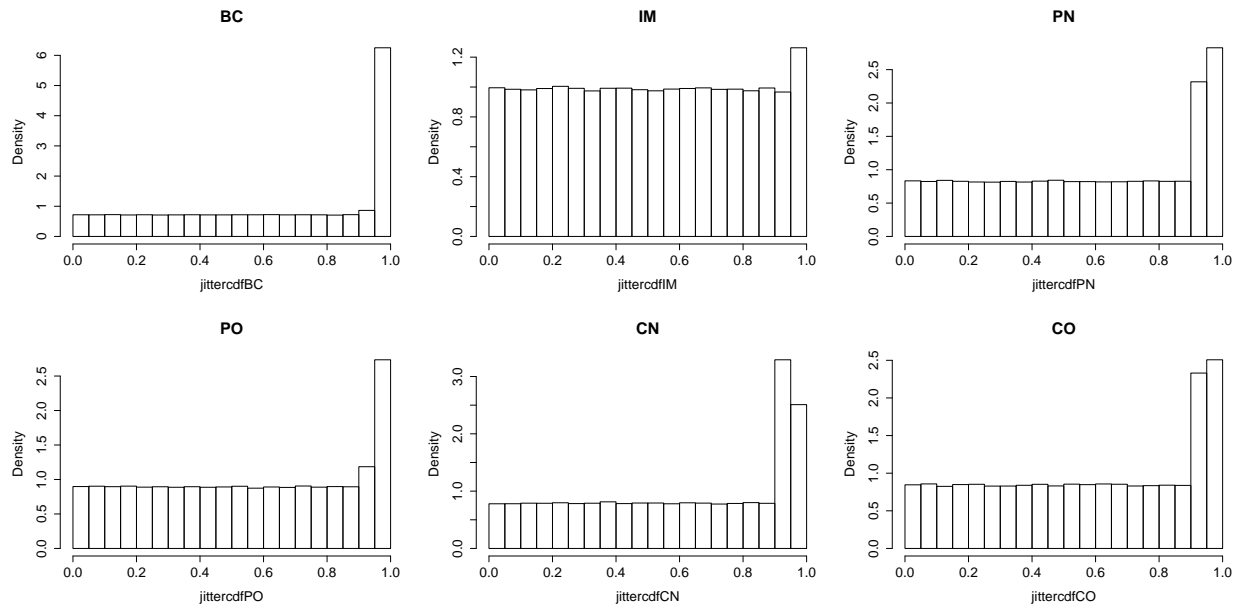 BC
Density
0 1 2 3 4 5 6
0.0 0.2 0.4 0.6 0.8 1.0
jittercdfBC
IM
Density
0.0 0.4 0.8 1.2
0.0 0.2 0.4 0.6 0.8 1.0
jittercdfIM
PN
Density
0.0 0.5 1.0 1.5 2.0 2.5
0.0 0.2 0.4 0.6 0.8 1.0
jittercdfPN
PO
Density
0.0 0.5 1.0 1.5 2.0 2.5
0.0 0.2 0.4 0.6 0.8 1.0
jittercdfPO
CN
Density
0.0 1.0 2.0 3.0
0.0 0.2 0.4 0.6 0.8 1.0
jittercdfCN
CO
Density
0.0 0.5 1.0 1.5 2.0 2.5
0.0 0.2 0.4 0.6 0.8 1.0
jittercdfCO